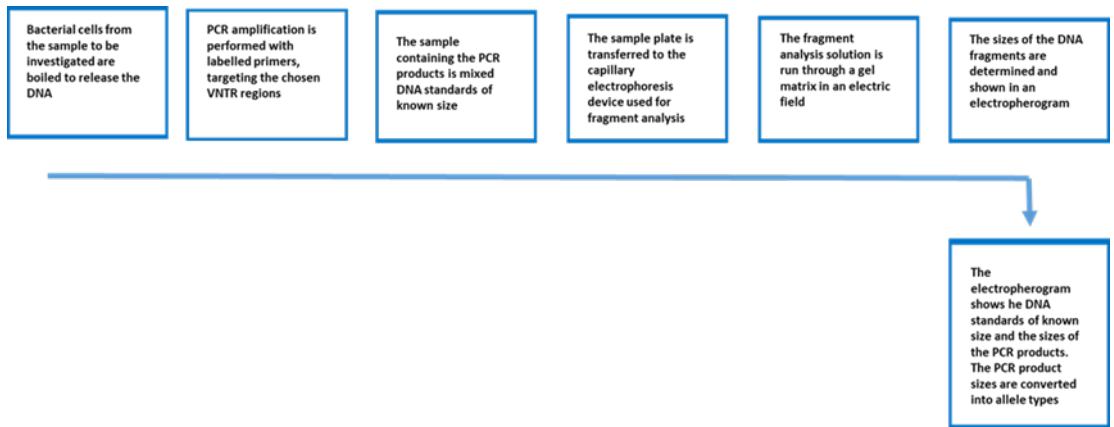 Bacterial cells from
the sample to be
investigated are
boiled to release the
DNA
PCR amplification is
performed with
labelled primers,
targeting the chosen
VNTR regions
The sample
containing the PCR
products is mixed
DNA standards of
known size
The sample plate is
transferred to the
capillary
electrophoresis
device used for
fragment analysis
The fragment
analysis solution is
run through a gel
matrix in an electric
field
The sizes of the DNA
fragments are
determined and
shown in an
electropherogram
The
electropherogram
shows he DNA
standards of known
size and the sizes of
the PCR products.
The PCR product
sizes are converted
into allele types